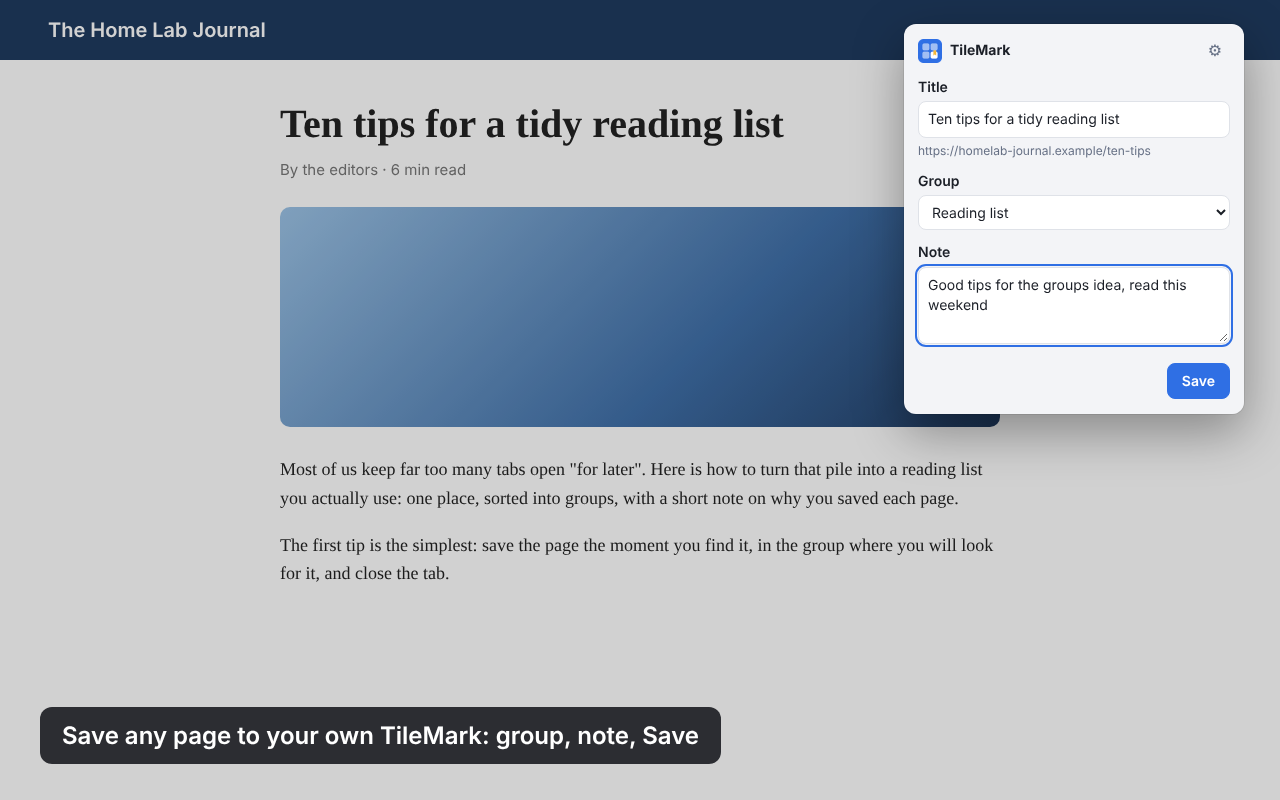 The Home Lab Journal
Ten tips for a tidy reading list
By the editors · 6 min read
Most of us keep far too many tabs open "for later". Here is how to turn that pile into a reading list
you actually use: one place, sorted into groups, with a short note on why you saved each page.
The first tip is the simplest: save the page the moment you find it, in the group where you will look
for it, and close the tab.
TileMark
Title
Ten tips for a tidy reading list
https://homelab-journal.example/ten-tips
Group
Reading list
Note
Good tips for the groups idea, read this
weekend
Save
Save any page to your own TileMark: group, note, Save